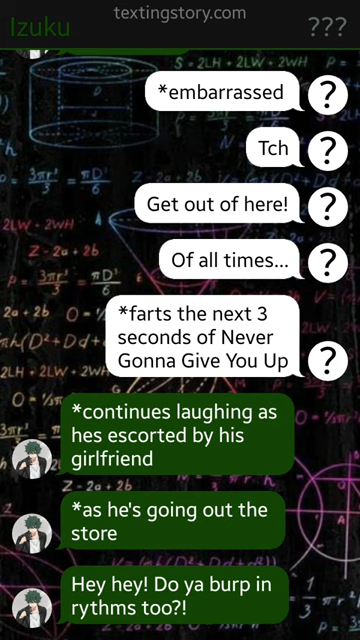 textingstory.com
Izuku
???
*embarrassed
?
Tch
?
Get out of here!
?
Of all times...
?
*farts the next 3
seconds of Never
Gonna Give You Up
?
*continues laughing as
hes escorted by his
girlfriend
*as he's going out the
store
Hey hey! Do ya burp in
rythms too?!